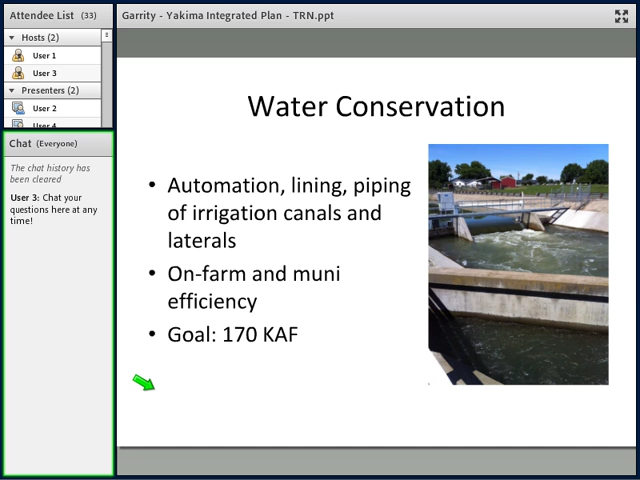 Attendee List (33)
Hosts (2)
User 1
User 3
Presenters (2)
User 2
User 4
Chat (Everyone)
The chat history has
been cleared
User 3: Chat your
questions here at any
time!
Garrity - Yakima Integrated Plan - TRN.ppt
Water Conservation
• Automation, lining, piping
of irrigation canals and
laterals
• On-farm and muni
efficiency
• Goal: 170 KAF